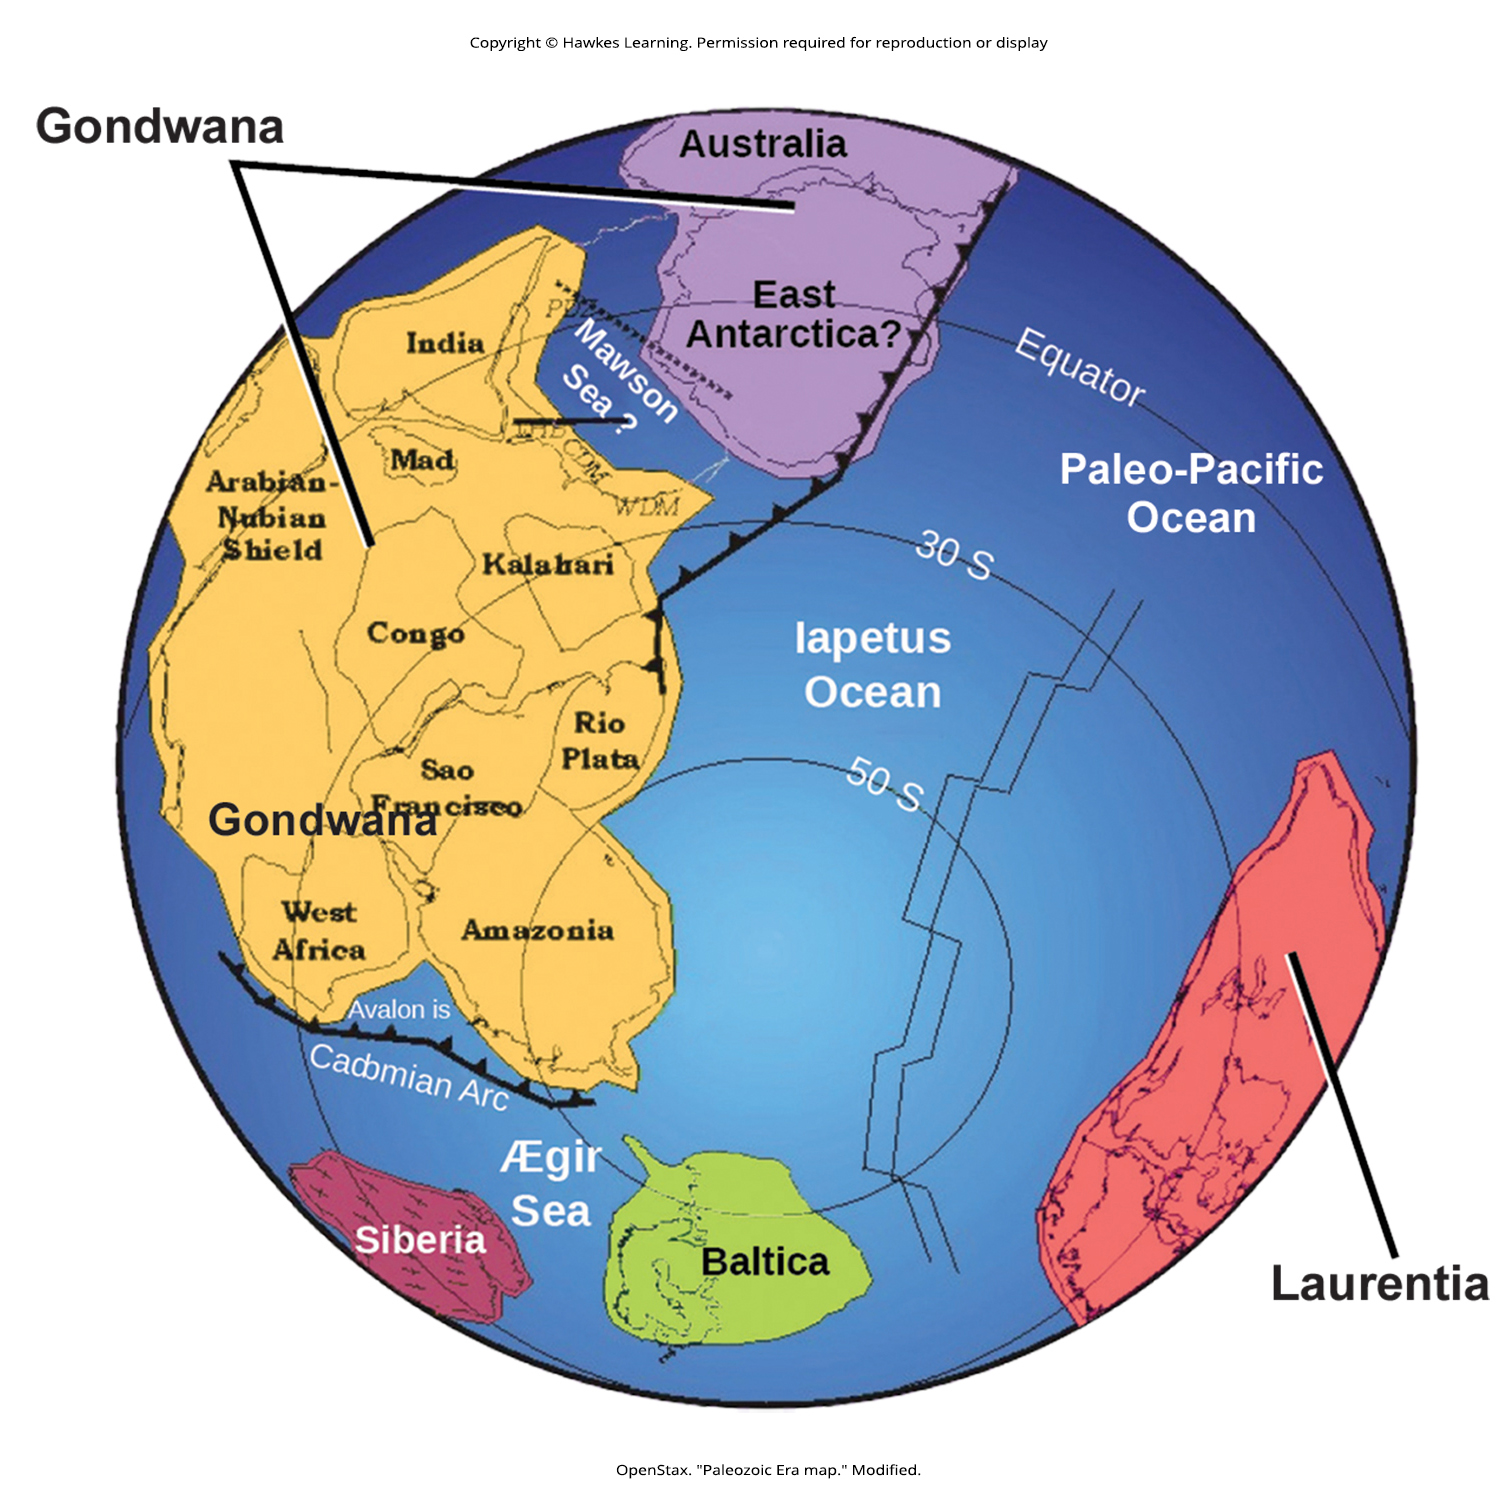 Copyright © Hawkes Learning. Permission required for reproduction or display
Gondwana
Australia
East
Antarctica?
India
Mawson
Sea ?
Equator
Mad
Arabian-
Nubian
Shield
WDM
Kalahari
Paleo-Pacific
Ocean
30 S
Congo
Iapetus
Ocean
Rio
Plata
Sao
Francisco
50 S
Gondwana
West
Africa
Amazonia
Avalon is
Cadomian Arc
Ægir
Sea
Siberia
Baltica
Laurentia
OpenStax. "Paleozoic Era map." Modified.